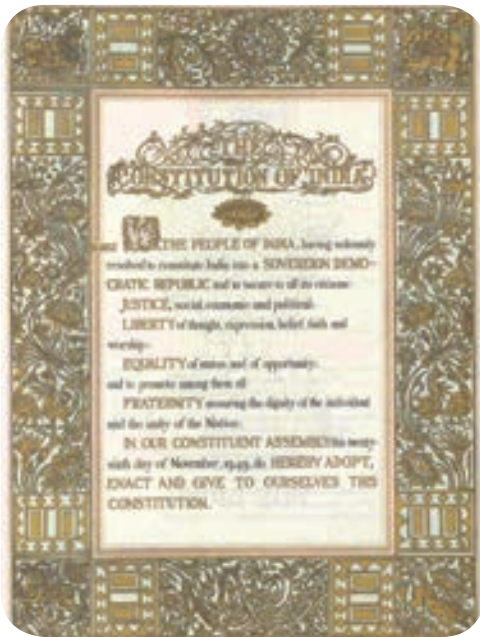 THE
CONSTITUTION OF INDIA
WE, THE PEOPLE OF INDIA, having solemnly
resolved to constitute India into a SOVEREIGN DEMO-
CRATIC REPUBLIC and to secure to all its citizens:
JUSTICE, social, economic and political;
LIBERTY of thought, expression, belief, faith and
worship;
EQUALITY of status and of opportunity;
and to promote among them all
FRATERNITY assuring the dignity of the individual
and the unity of the Nation;
IN OUR CONSTITUENT ASSEMBLY this twenty-
sixth day of November, 1949, do HEREBY ADOPT,
ENACT AND GIVE TO OURSELVES THIS
CONSTITUTION.